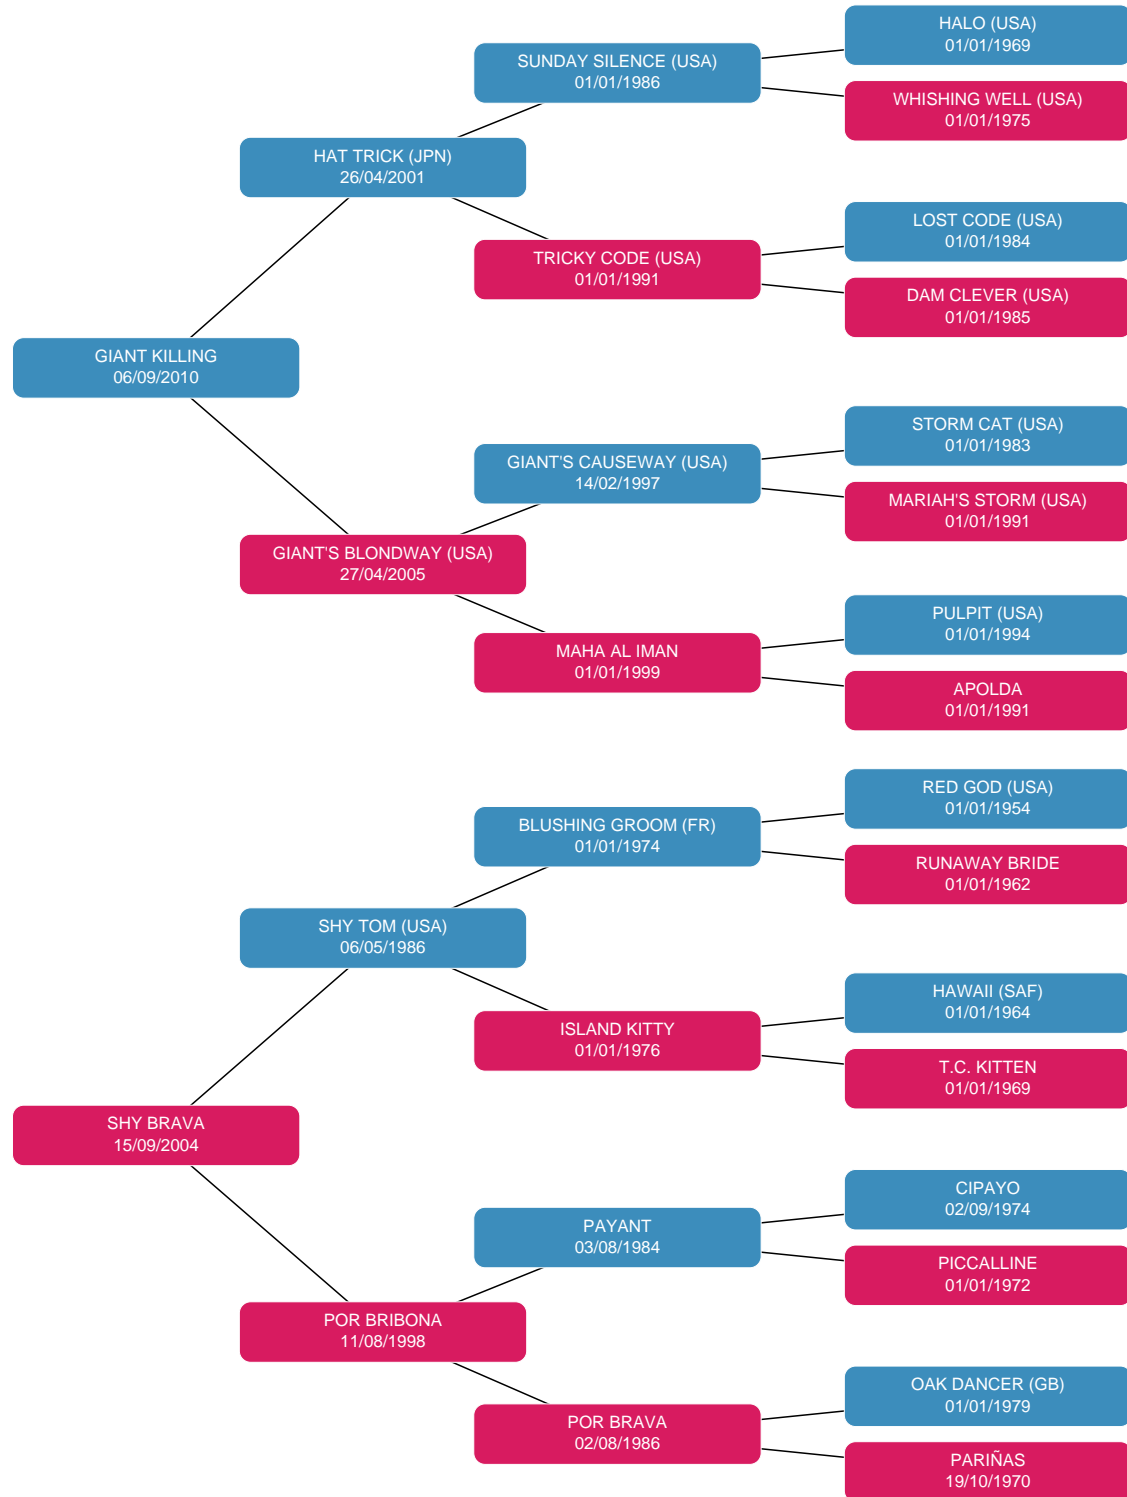 HALO (USA)
01/01/1969
SUNDAY SILENCE (USA)
01/01/1986
WHISHING WELL (USA)
01/01/1975
HAT TRICK (JPN)
26/04/2001
LOST CODE (USA)
01/01/1984
TRICKY CODE (USA)
01/01/1991
DAM CLEVER (USA)
01/01/1985
GIANT KILLING
06/09/2010
STORM CAT (USA)
01/01/1983
GIANT'S CAUSEWAY (USA)
14/02/1997
MARIAH'S STORM (USA)
01/01/1991
GIANT'S BLONDWAY (USA)
27/04/2005
PULPIT (USA)
01/01/1994
MAHA AL IMAN
01/01/1999
APOLDA
01/01/1991
RED GOD (USA)
01/01/1954
BLUSHING GROOM (FR)
01/01/1974
RUNAWAY BRIDE
01/01/1962
SHY TOM (USA)
06/05/1986
HAWAII (SAF)
01/01/1964
ISLAND KITTY
01/01/1976
T.C. KITTEN
01/01/1969
SHY BRAVA
15/09/2004
CIPAYO
02/09/1974
PAYANT
03/08/1984
PICCALLINE
01/01/1972
POR BRIBONA
11/08/1998
OAK DANCER (GB)
01/01/1979
POR BRAVA
02/08/1986
PARIÑAS
19/10/1970